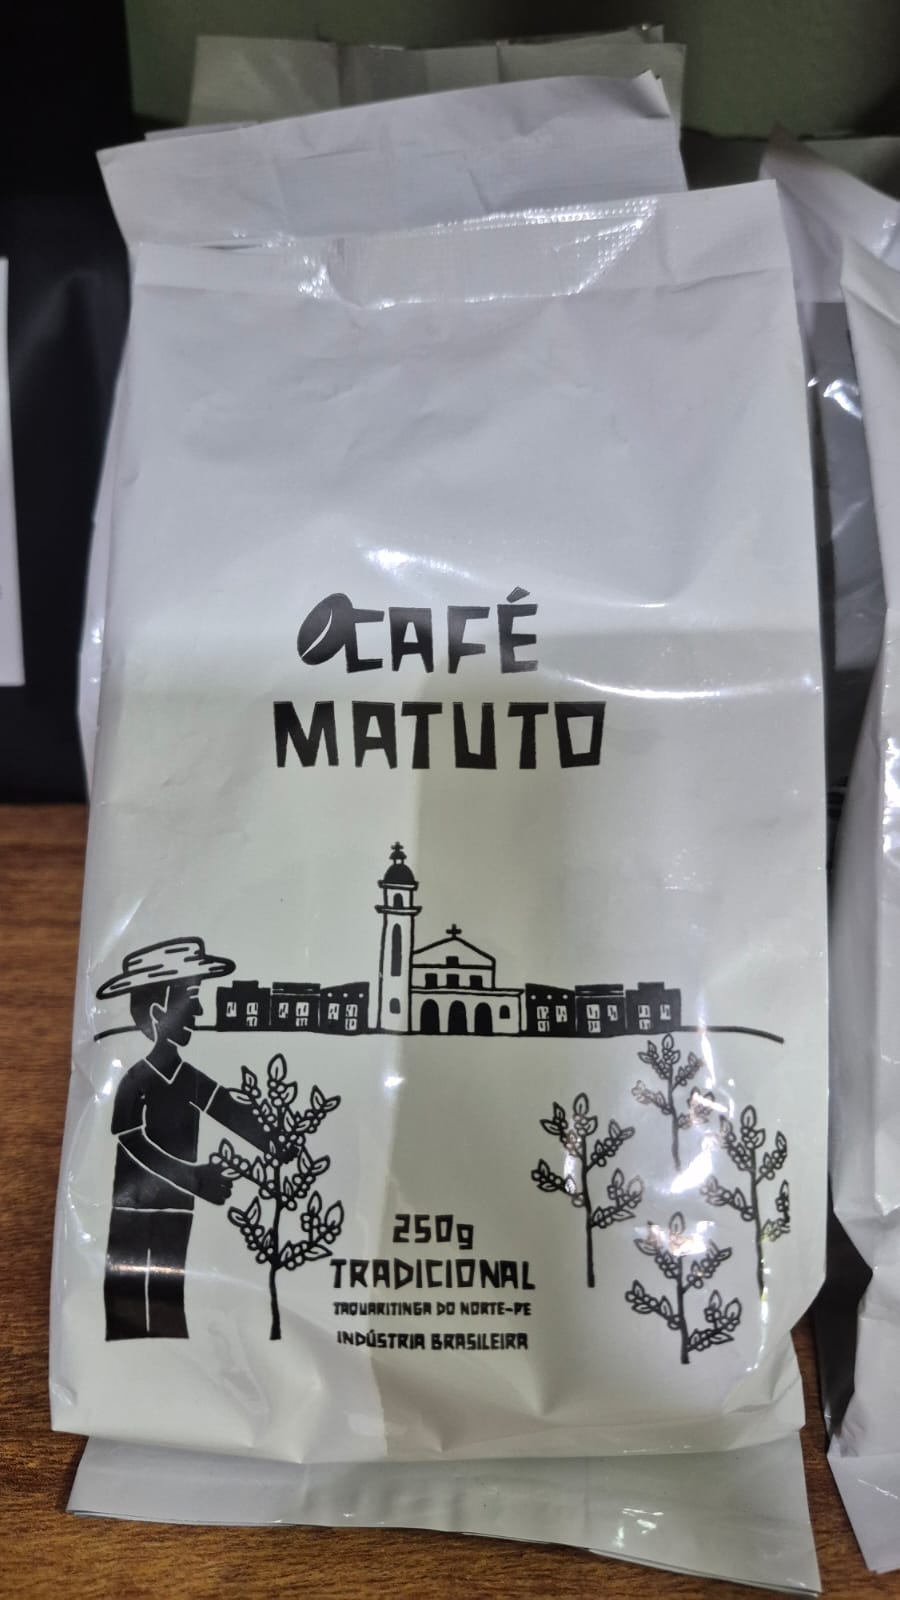 CAFÉ
MATUTO
250g
TRADICIONAL
TAQUARITINGA DO NORTE-PE
INDÚSTRIA BRASILEIRA